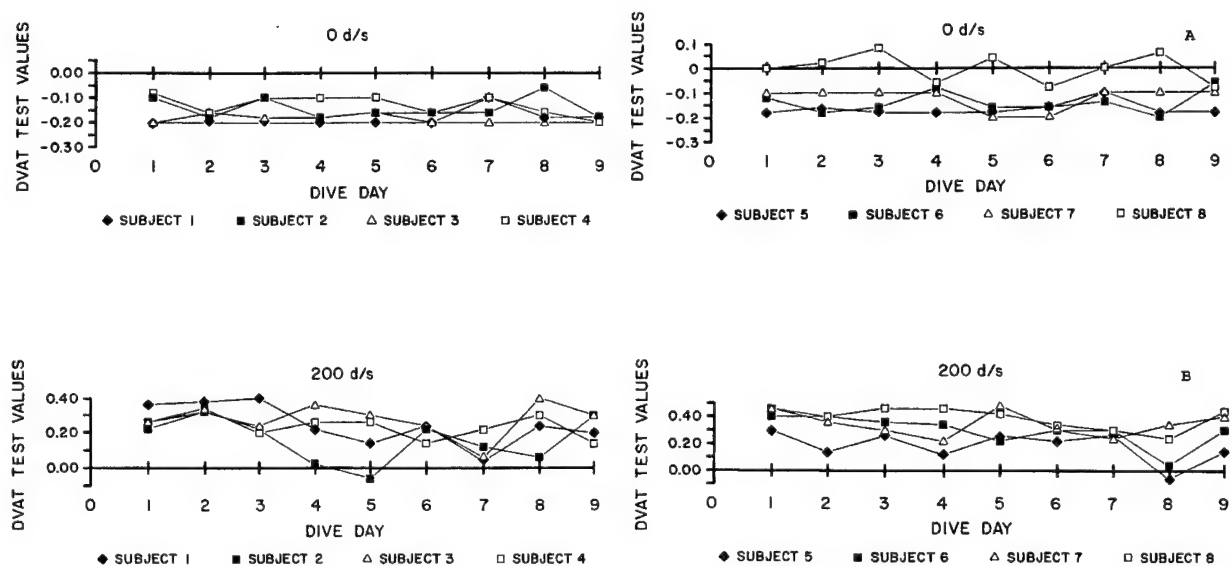 0 d/s
DVAT TEST VALUES
0.00
-0.10
-0.20
-0.30
0 1 2 3 4 5 6 7 8 9
DIVE DAY
SUBJECT 1 SUBJECT 2 SUBJECT 3 SUBJECT 4
0 d/s A
DVAT TEST VALUES
0.1
0
-0.1
-0.2
-0.3
0 1 2 3 4 5 6 7 8 9
DIVE DAY
SUBJECT 5 SUBJECT 6 SUBJECT 7 SUBJECT 8
200 d/s
DVAT TEST VALUES
0.40
0.20
0.00
0 1 2 3 4 5 6 7 8 9
DIVE DAY
SUBJECT 1 SUBJECT 2 SUBJECT 3 SUBJECT 4
200 d/s B
DVAT TEST VALUES
0.40
0.20
0.00
0 1 2 3 4 5 6 7 8 9
DIVE DAY
SUBJECT 5 SUBJECT 6 SUBJECT 7 SUBJECT 8